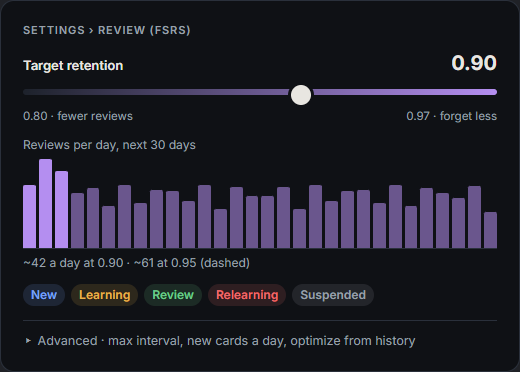 SETTINGS › REVIEW (FSRS)
Target retention 0.90
0.80 · fewer reviews 0.97 · forget less
Reviews per day, next 30 days
~42 a day at 0.90 · ~61 at 0.95 (dashed)
New Learning Review Relearning Suspended
▸ Advanced · max interval, new cards a day, optimize from history